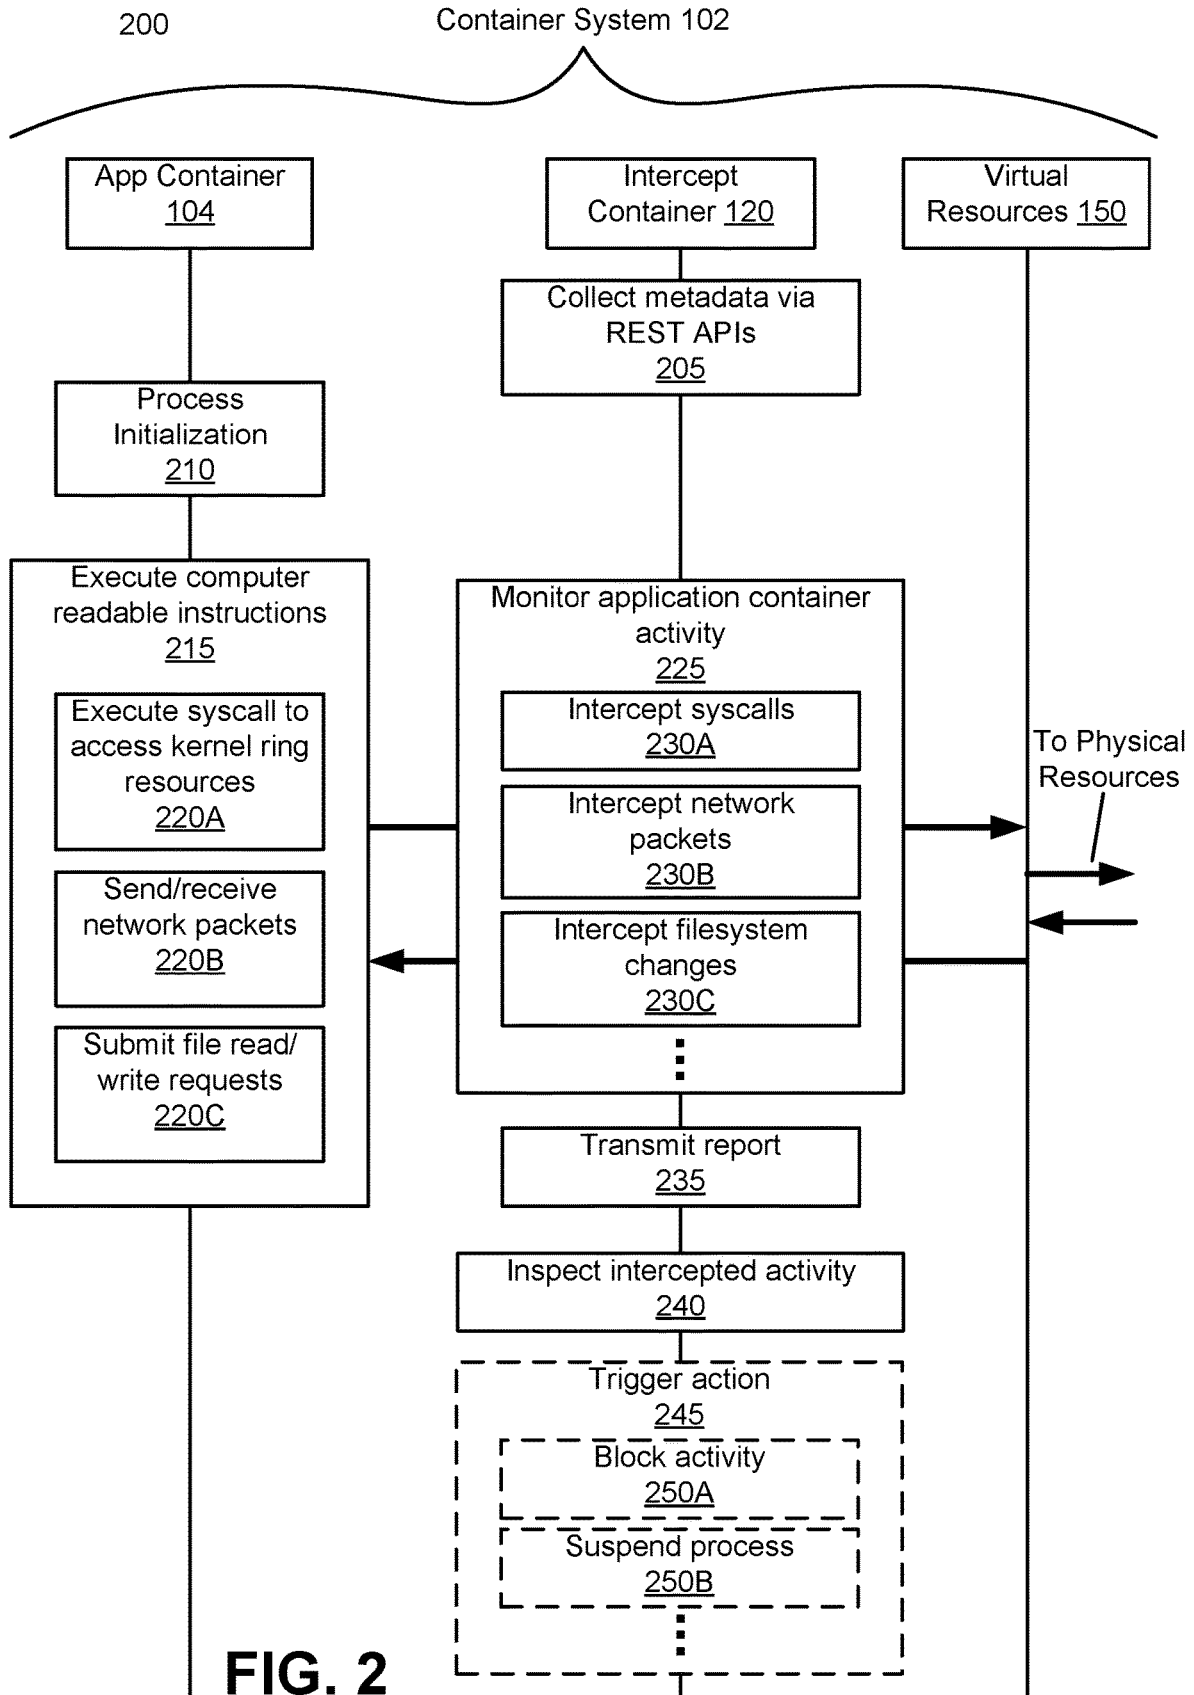 200
Container System 102
App Container
104
Intercept
Container 120
Virtual
Resources 150
Collect metadata via
REST APIs
205
Process
Initialization
210
Execute computer
readable instructions
215
Execute syscall to
access kernel ring
resources
220A
Send/receive
network packets
220B
Submit file read/
write requests
220C
Monitor application container
activity
225
Intercept syscalls
230A
Intercept network
packets
230B
Intercept filesystem
changes
230C
To Physical
Resources
Transmit report
235
Inspect intercepted activity
240
Trigger action
245
Block activity
250A
Suspend process
250B
FIG. 2